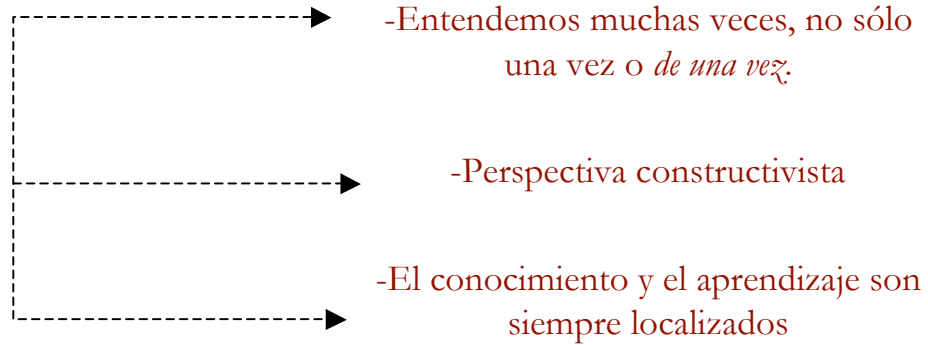 -Entendemos muchas veces, no sólo
una vez o de una vez.
-Perspectiva constructivista
-El conocimiento y el aprendizaje son
siempre localizados